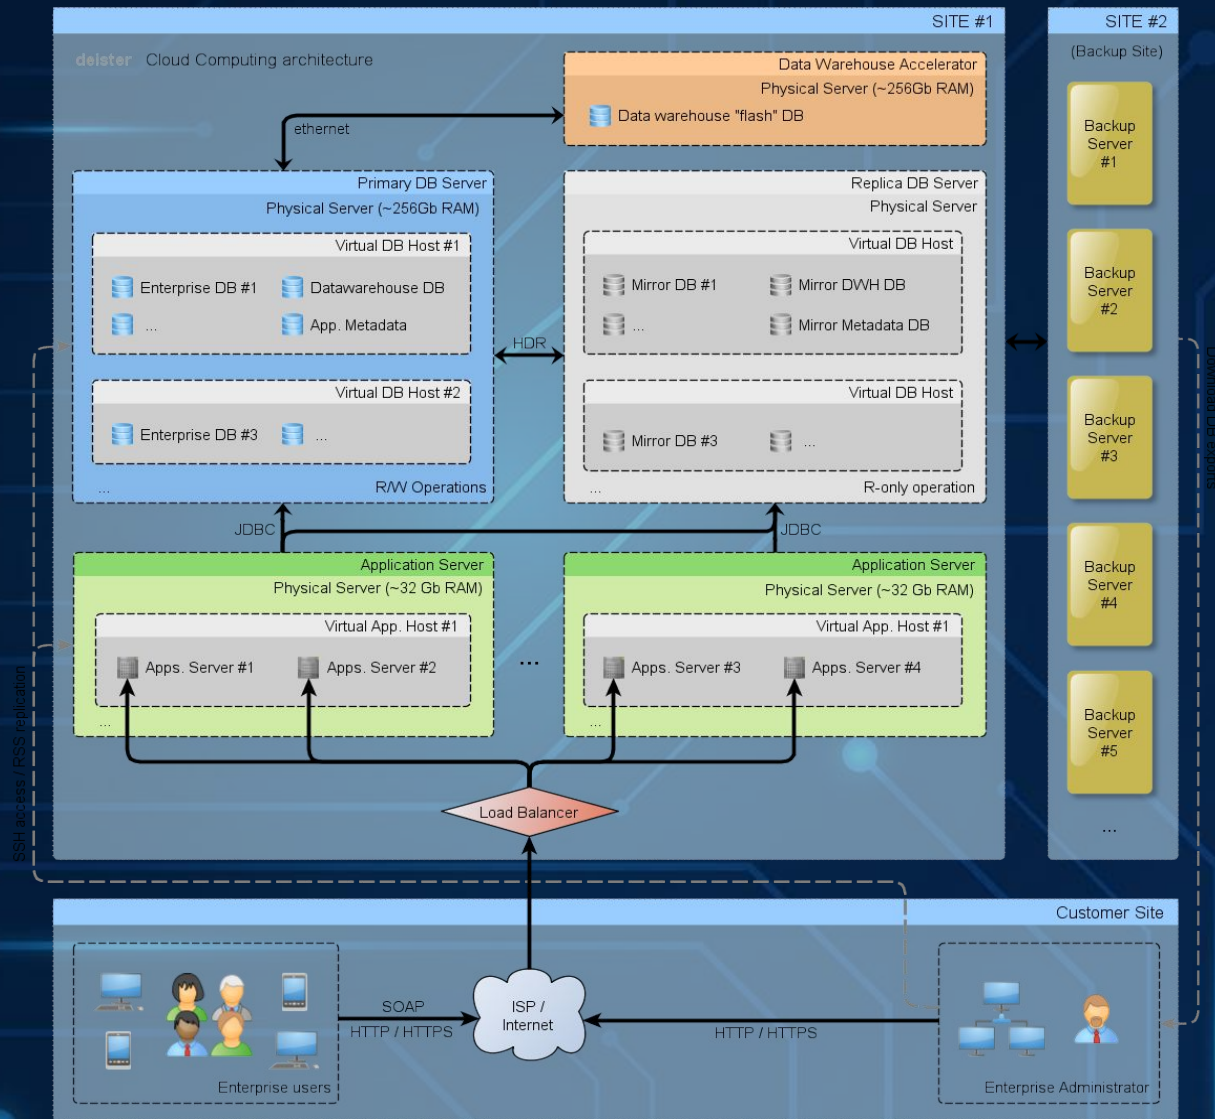 SITE #1
deister Cloud Computing architecture
Data Warehouse Accelerator
Physical Server (~256Gb RAM)
Data warehouse "flash" DB
ethernet
Primary DB Server
Physical Server (~256Gb RAM)
Virtual DB Host #1
Enterprise DB #1
Datawarehouse DB
...
App. Metadata
Virtual DB Host #2
Enterprise DB #3
...
...
R/W Operations
HDR
Replica DB Server
Physical Server
Virtual DB Host
Mirror DB #1
Mirror DWH DB
...
Mirror Metadata DB
Virtual DB Host
Mirror DB #3
...
...
R-only operation
JDBC
JDBC
Application Server
Physical Server (~32 Gb RAM)
Virtual App. Host #1
Apps. Server #1
Apps. Server #2
...
...
Application Server
Physical Server (~32 Gb RAM)
Virtual App. Host #1
Apps. Server #3
Apps. Server #4
...
Load Balancer
SITE #2
(Backup Site)
Backup
Server
#1
Backup
Server
#2
Backup
Server
#3
Backup
Server
#4
Backup
Server
#5
...
Download DB exports
SSH access / RSS replication
Customer Site
Enterprise users
SOAP
HTTP / HTTPS
ISP /
Internet
HTTP / HTTPS
Enterprise Administrator